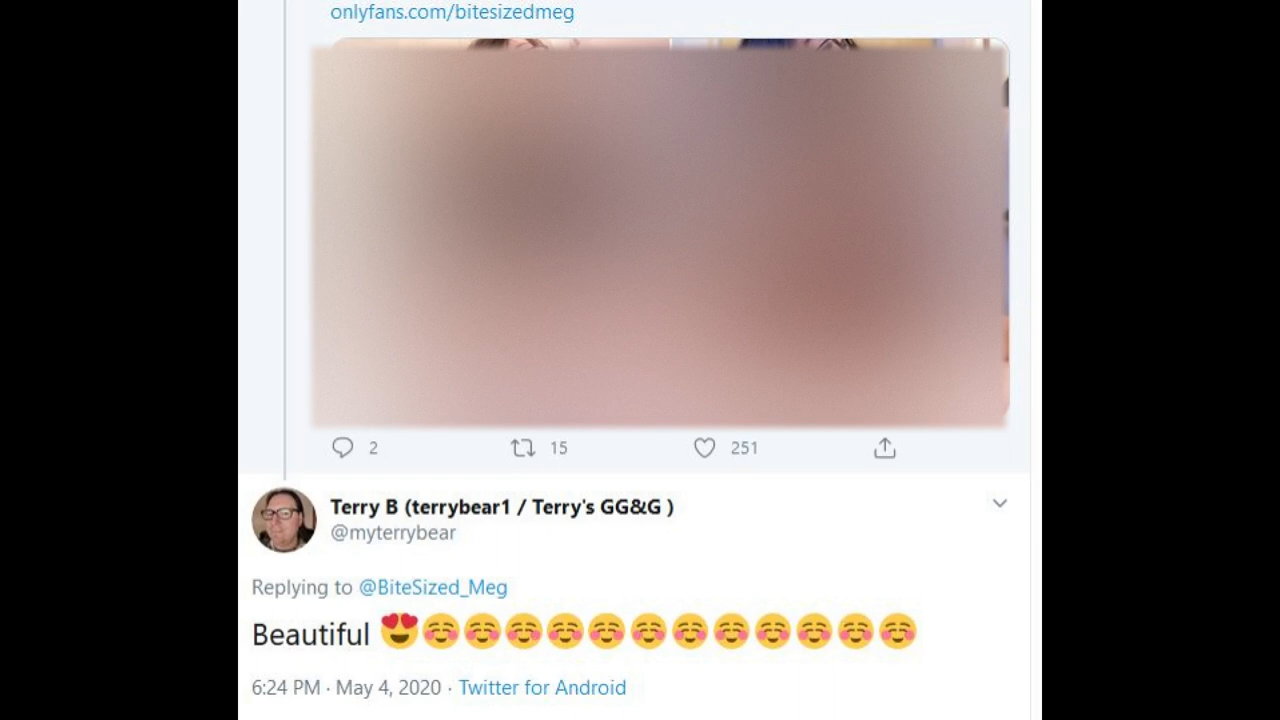 onlyfans.com/bitesizedmeg
2 15 251
Terry B (terrybear1 / Terry's GG&G )
@myterrybear
Replying to @BiteSized_Meg
Beautiful 😍☺️☺️☺️☺️☺️☺️☺️☺️☺️☺️☺️☺️
6:24 PM · May 4, 2020 · Twitter for Android